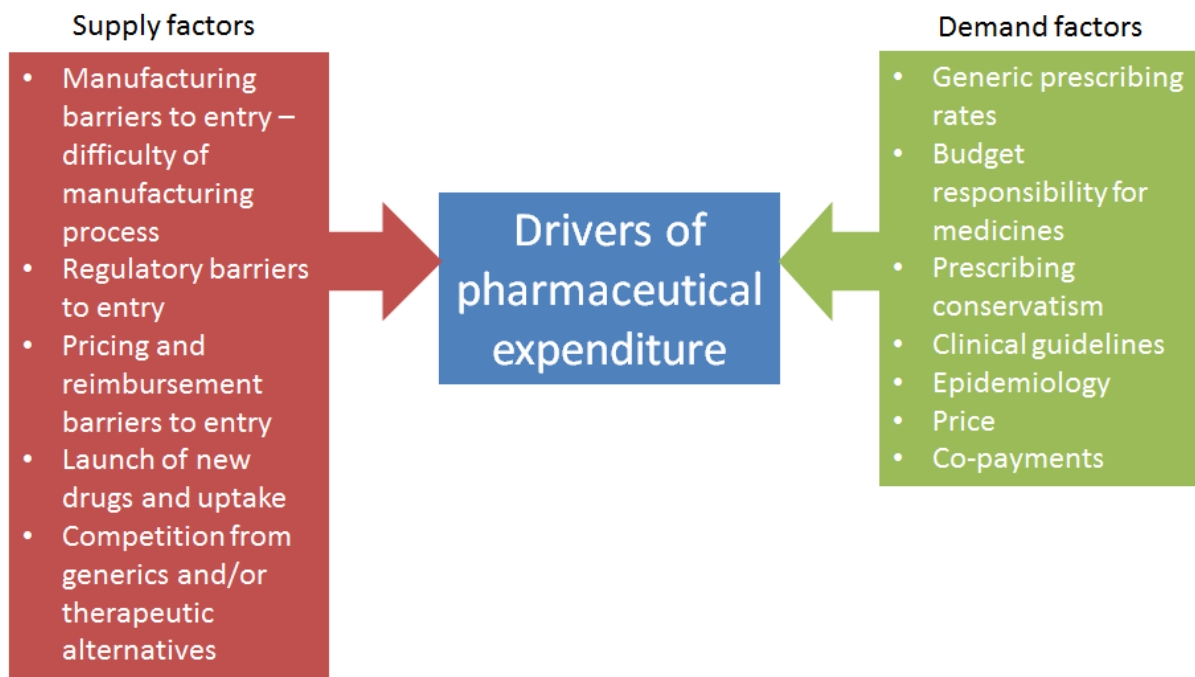 Supply factors
• Manufacturing
barriers to entry –
difficulty of
manufacturing
process
• Regulatory barriers
to entry
• Pricing and
reimbursement
barriers to entry
• Launch of new
drugs and uptake
• Competition from
generics and/or
therapeutic
alternatives
Drivers of
pharmaceutical
expenditure
Demand factors
• Generic prescribing
rates
• Budget
responsibility for
medicines
• Prescribing
conservatism
• Clinical guidelines
• Epidemiology
• Price
• Co-payments